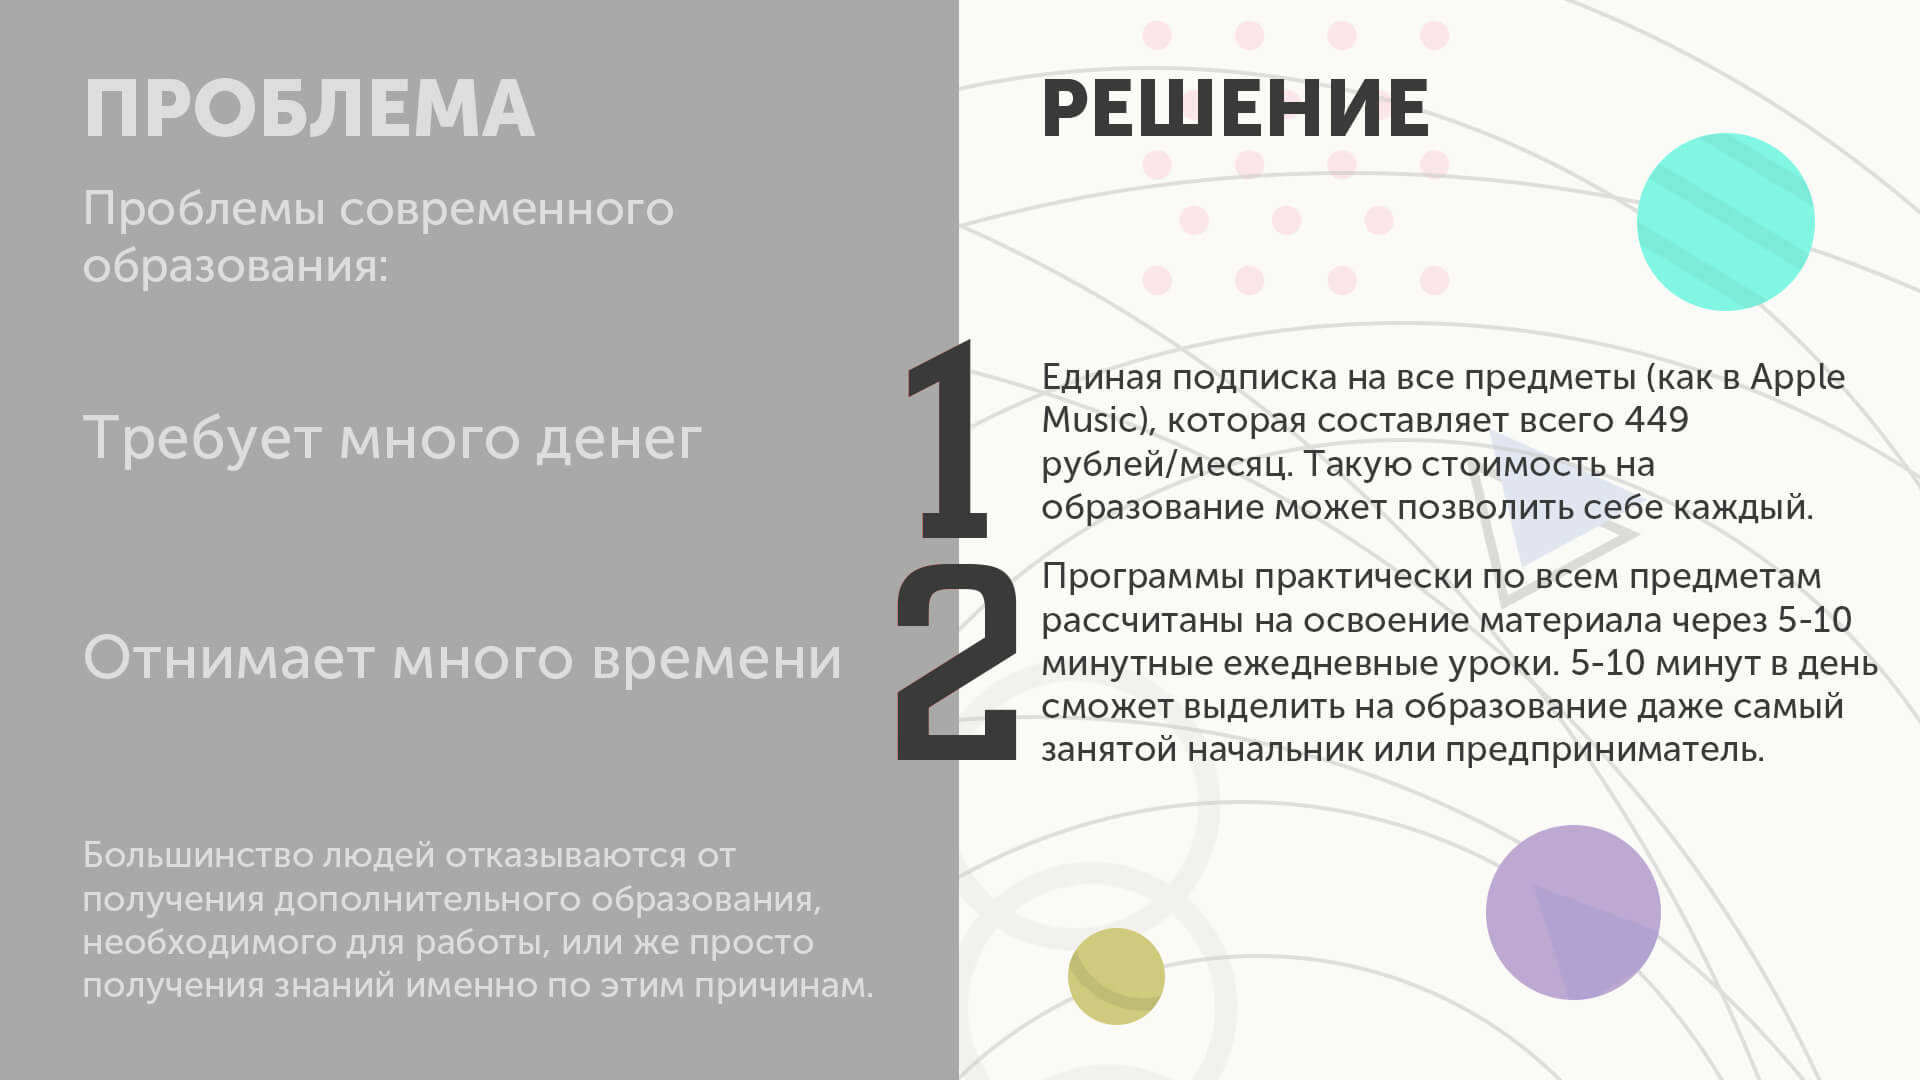 ПРОБЛЕМА
Проблемы современного
образования:
Требует много денег
Отнимает много времени
Большинство людей отказываются от
получения дополнительного образования,
необходимого для работы, или же просто
получения знаний именно по этим причинам.
РЕШЕНИЕ
1
Единая подписка на все предметы (как в Apple
Music), которая составляет всего 449
рублей/месяц. Такую стоимость на
образование может позволить себе каждый.
2
Программы практически по всем предметам
рассчитаны на освоение материала через 5-10
минутные ежедневные уроки. 5-10 минут в день
сможет выделить на образование даже самый
занятой начальник или предприниматель.